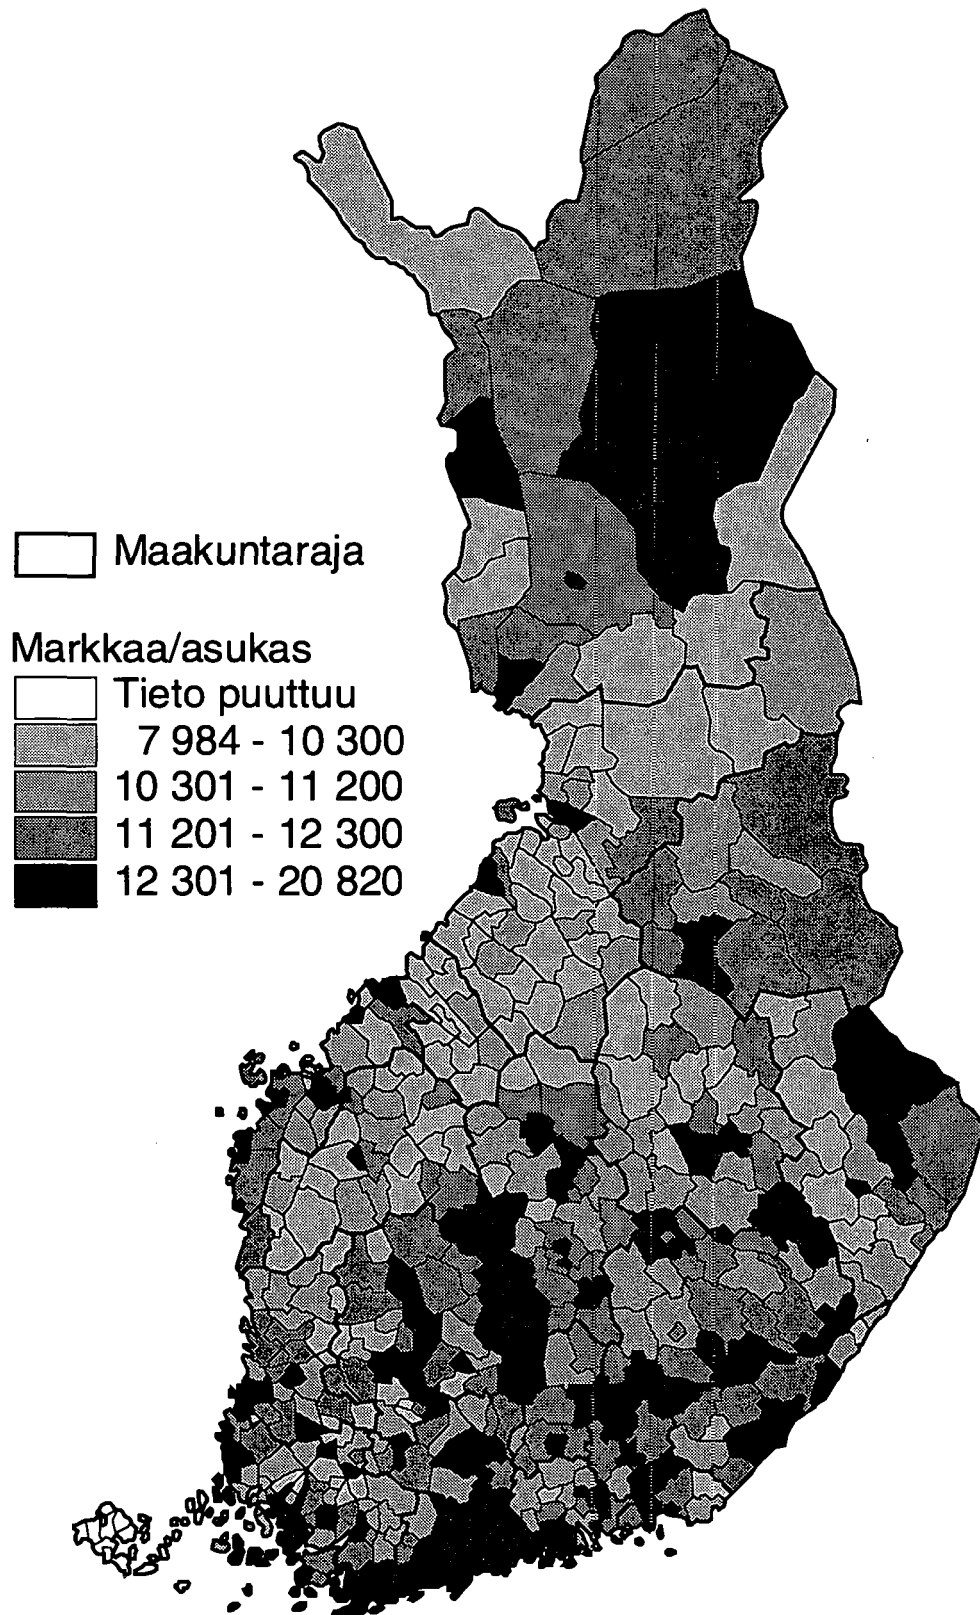 Maakuntaraja
Markkaa/asukas
Tieto puuttuu
7 984 - 10 300
10 301 - 11 200
11 201 - 12 300
12 301 - 20 820